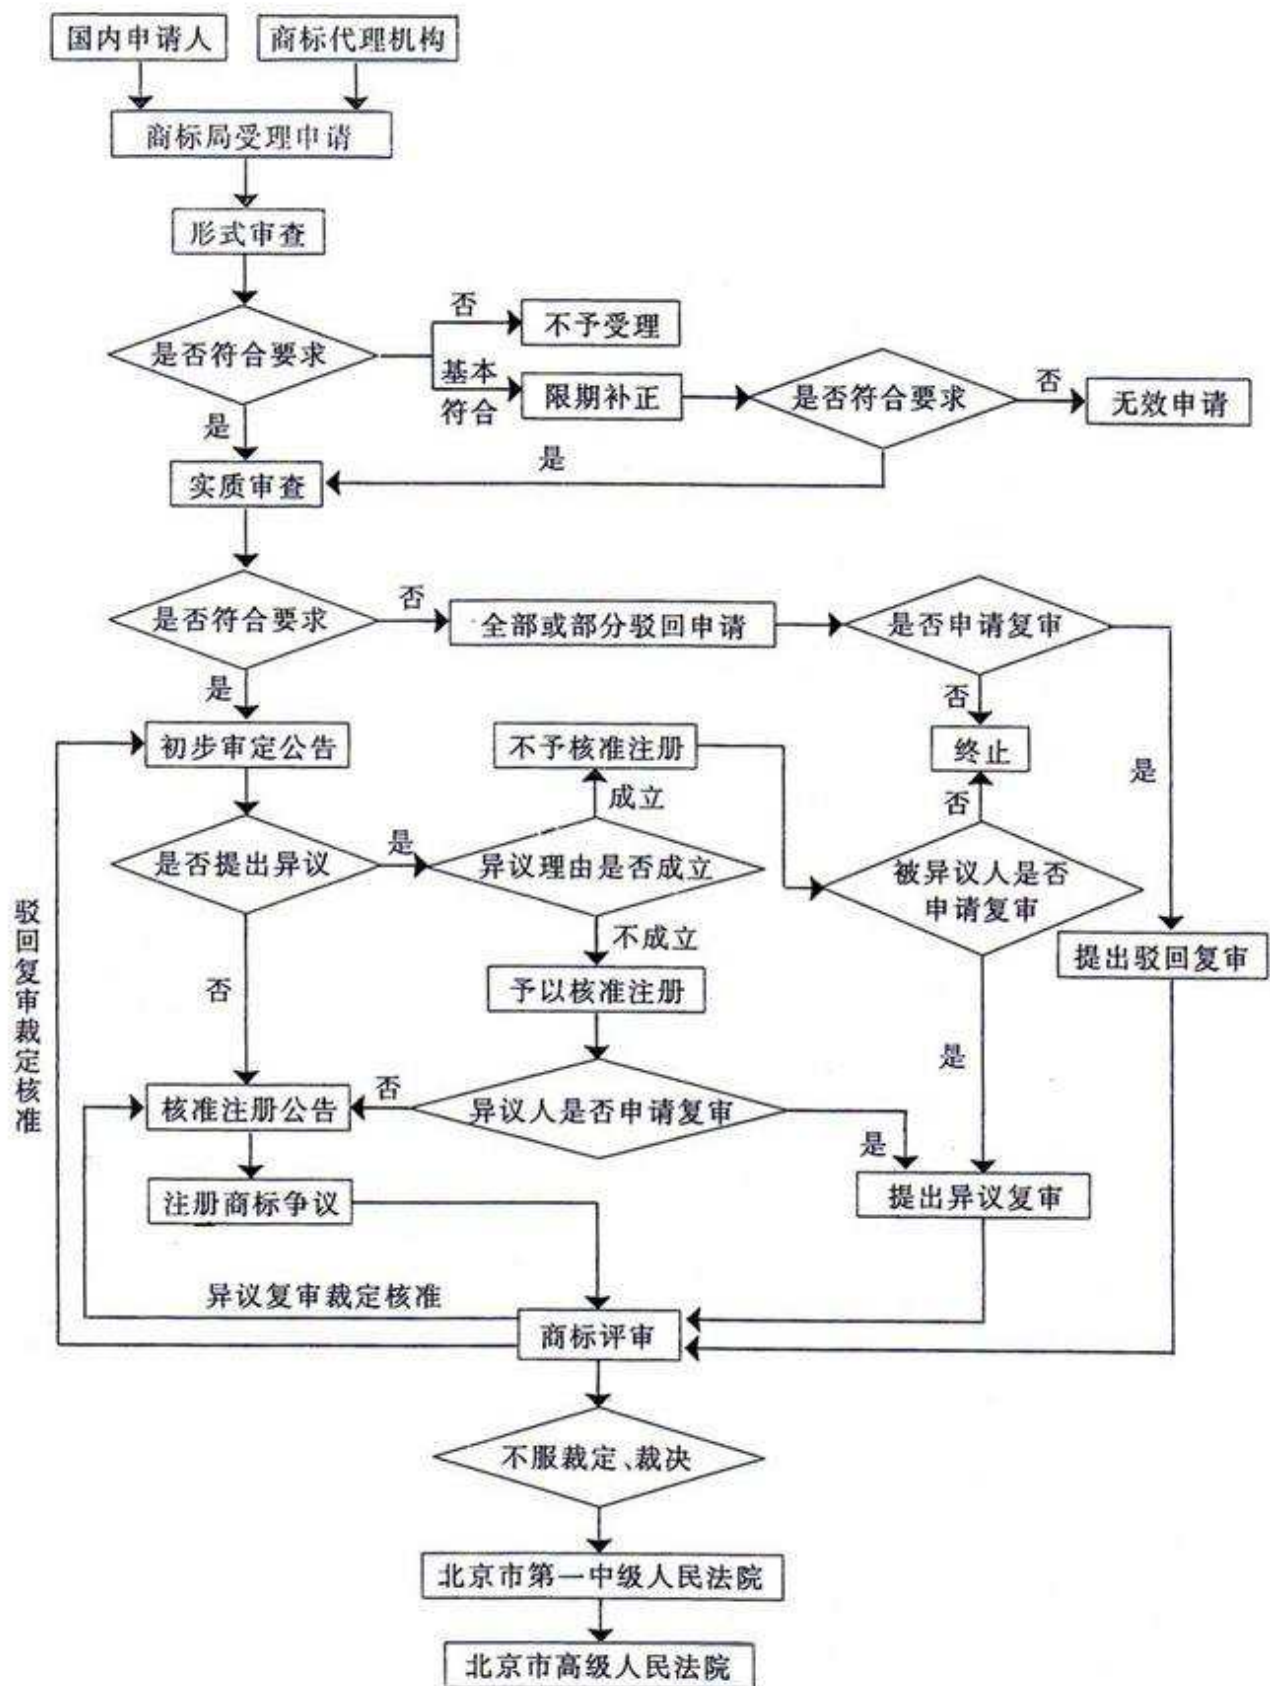 国内申请人
商标代理机构
商标局受理申请
形式审查
否
不予受理
是否符合要求
基本
符合
限期补正
是否符合要求
否
无效申请
是
是
实质审查
是否符合要求
否
全部或部分驳回申请
是否申请复审
是
否
初步审定公告
不予核准注册
终止
是
成立
否
是否提出异议
是
异议理由是否成立
被异议人是否
申请复审
驳回复审裁定核准
不成立
提出驳回复审
否
予以核准注册
是
核准注册公告
否
异议人是否申请复审
是
注册商标争议
提出异议复审
异议复审裁定核准
商标评审
不服裁定、裁决
北京市第一中级人民法院
北京市高级人民法院